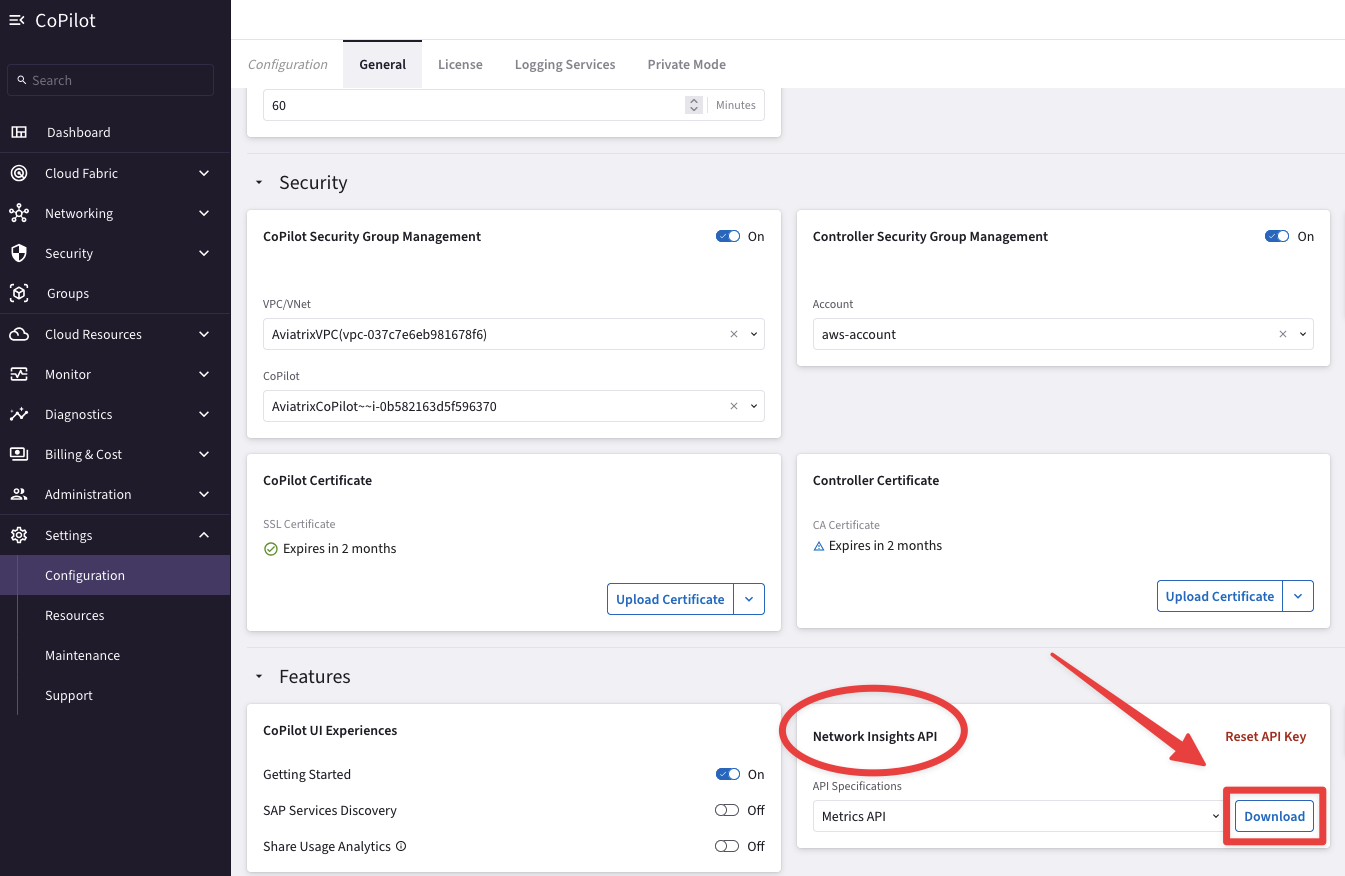 CoPilot
Search
Dashboard
Cloud Fabric
Networking
Security
Groups
Cloud Resources
Monitor
Diagnostics
Billing & Cost
Administration
Settings
Configuration
Resources
Maintenance
Support
Configuration General License Logging Services Private Mode
60 Minutes
Security
CoPilot Security Group Management On
VPC/VNet
AviatrixVPC(vpc-037c7e6eb981678f6)
CoPilot
AviatrixCoPilot~~i-0b582163d5f596370
Controller Security Group Management On
Account
aws-account
CoPilot Certificate
SSL Certificate
Expires in 2 months
Upload Certificate
Controller Certificate
CA Certificate
Expires in 2 months
Upload Certificate
Features
CoPilot UI Experiences
Getting Started On
SAP Services Discovery Off
Share Usage Analytics Off
Network Insights API Reset API Key
API Specifications
Metrics API Download